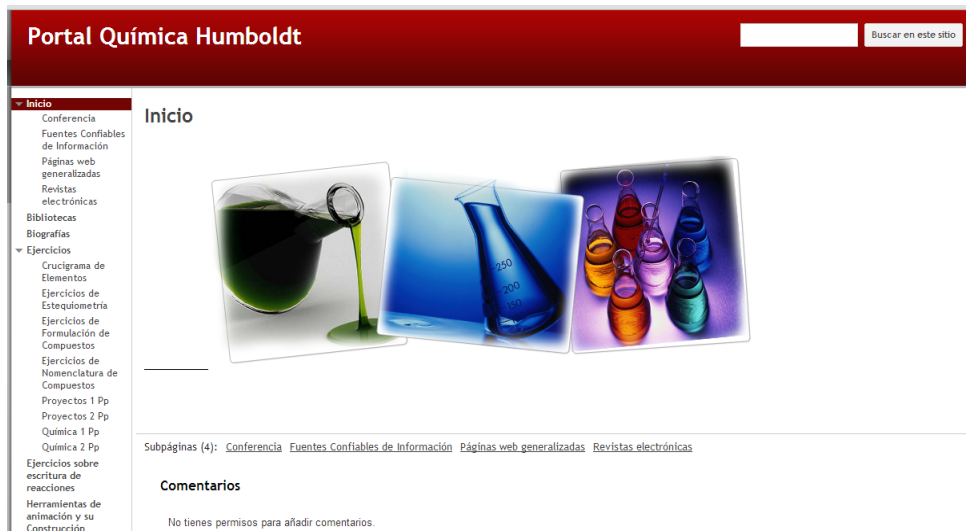 Portal Química Humboldt
Buscar en este sitio
Inicio
Conferencia
Fuentes Confiables
de Información
Páginas web
generalizadas
Revistas
electrónicas
Bibliotecas
Biografías
Ejercicios
Crucigrama de
Elementos
Ejercicios de
Estequiometría
Ejercicios de
Formulación de
Compuestos
Ejercicios de
Nomenclatura de
Compuestos
Proyectos 1 Pp
Proyectos 2 Pp
Química 1 Pp
Química 2 Pp
Ejercicios sobre
escritura de
reacciones
Herramientas de
animación y su
Construcción
Inicio
250
200
150
Subpáginas (4): Conferencia Fuentes Confiables de Información Páginas web generalizadas Revistas electrónicas
Comentarios
No tienes permisos para añadir comentarios.